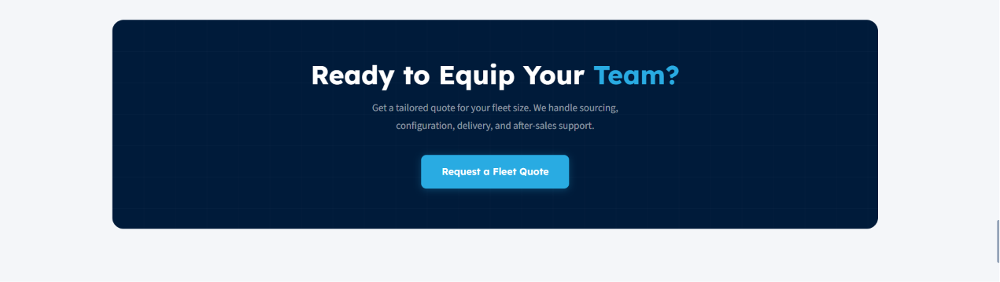 Ready to Equip Your Team?
Get a tailored quote for your fleet size. We handle sourcing,
configuration, delivery, and after-sales support.
Request a Fleet Quote